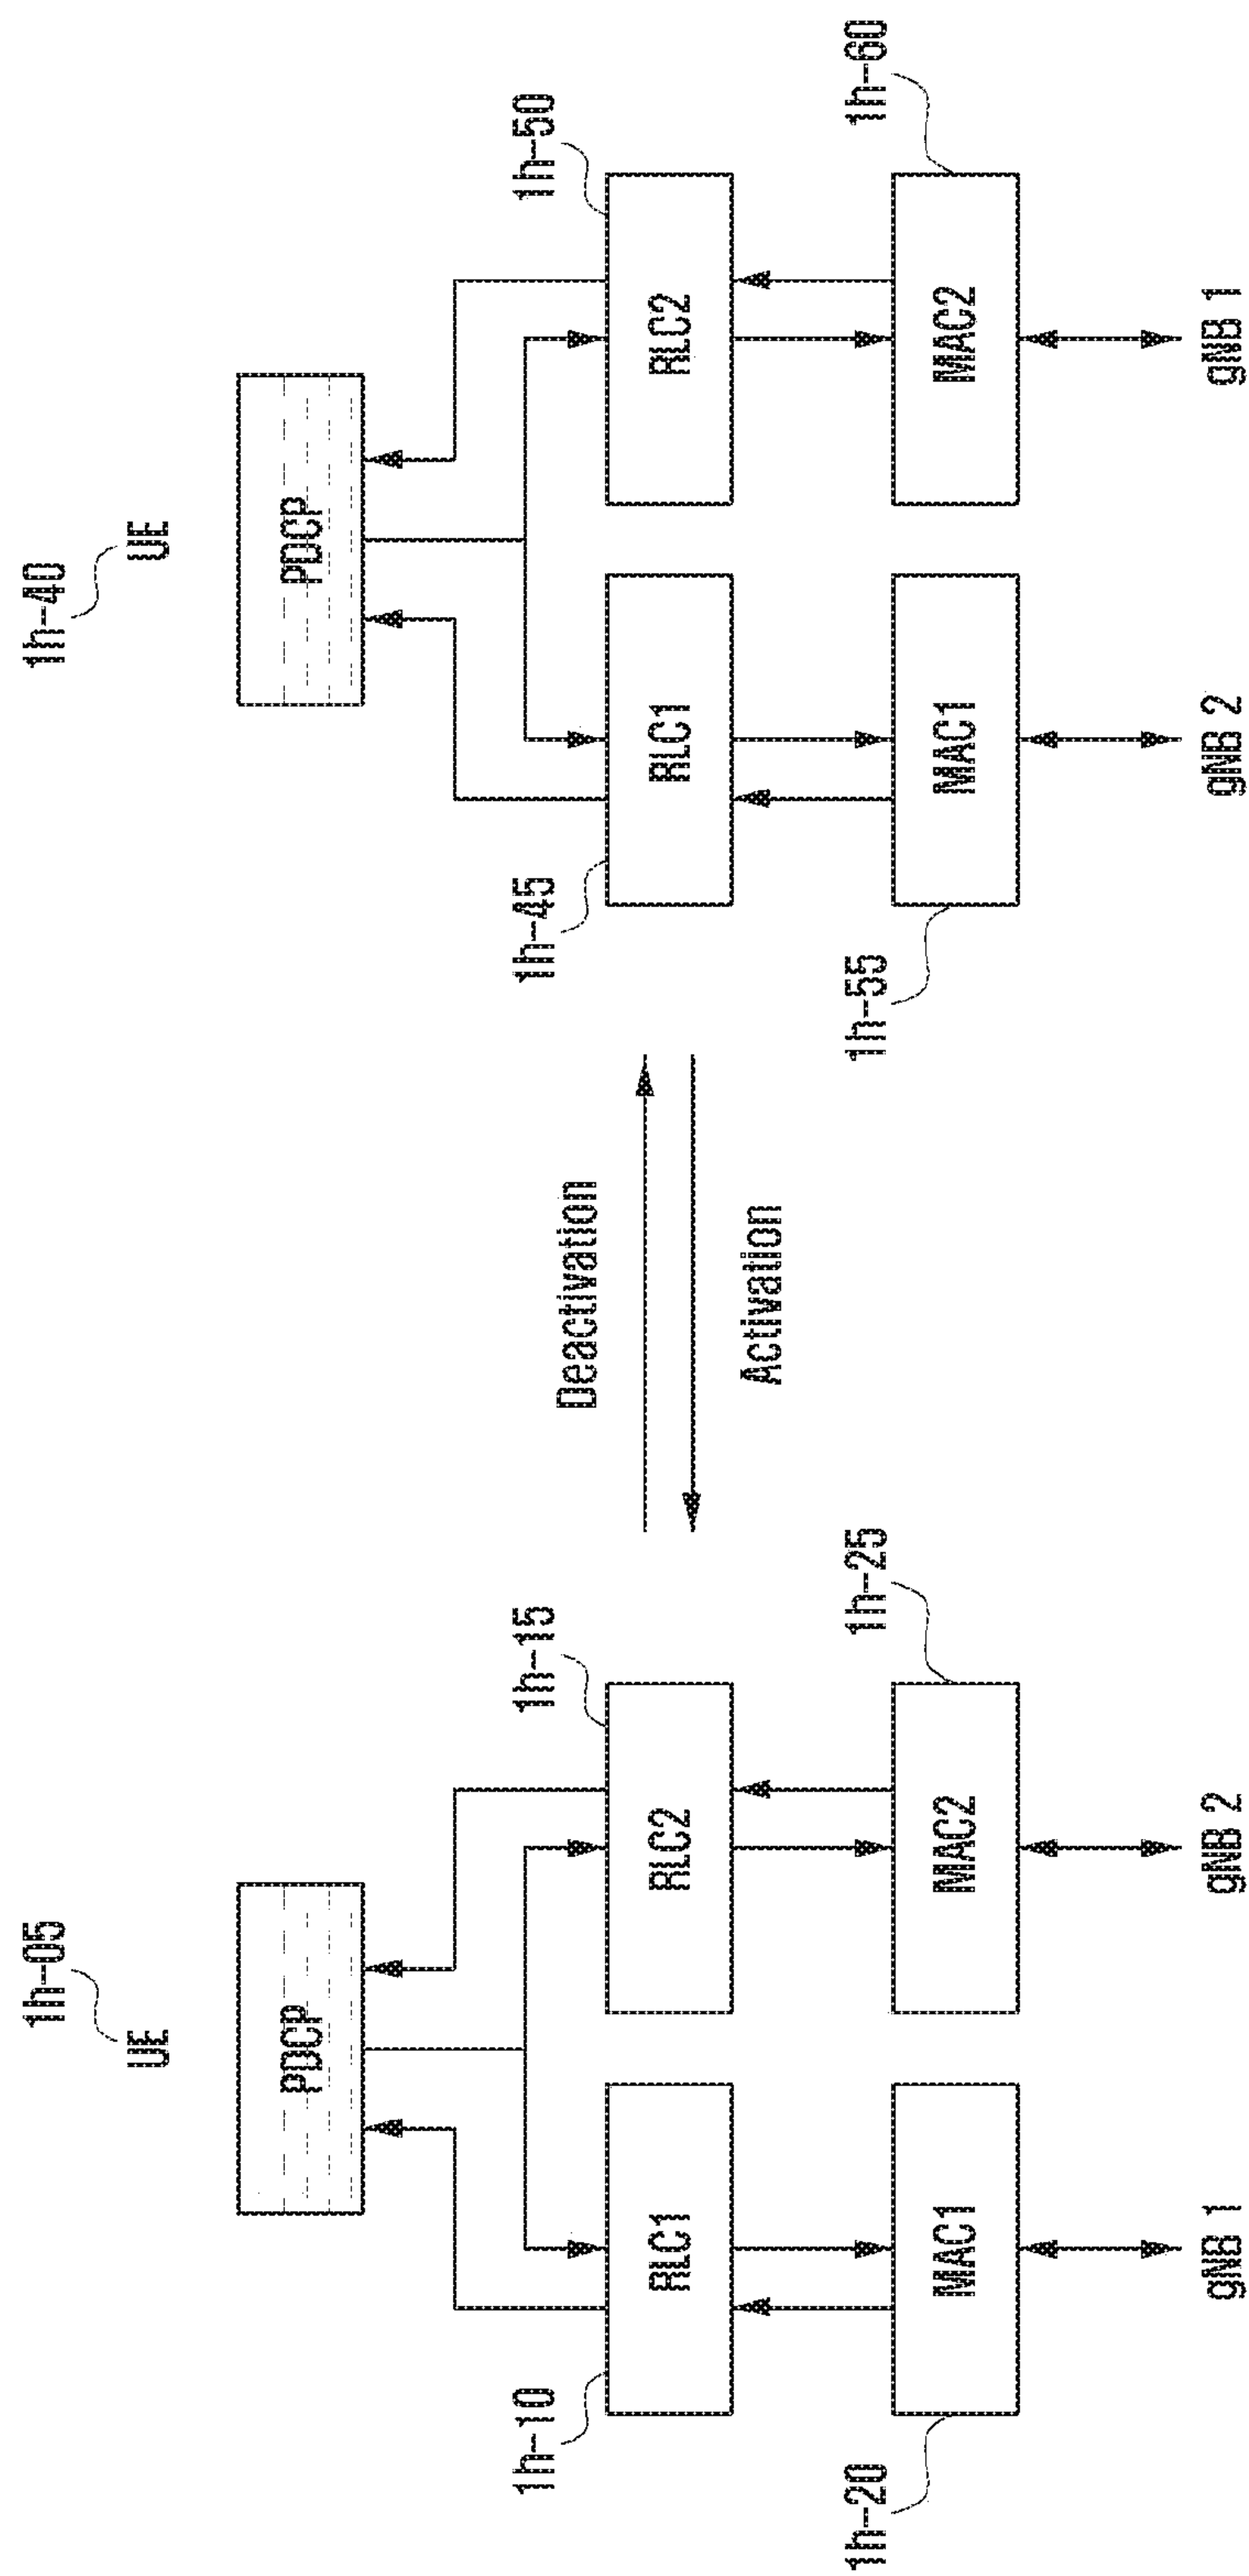 1h-05
UE
PDCP
1h-10
1h-15
RLC1
RLC2
1h-20
1h-25
MAC1
MAC2
gNB 1
gNB 2
Deactivation
Activation
1h-40
UE
PDCP
1h-45
1h-50
RLC1
RLC2
1h-55
1h-60
MAC1
MAC2
gNB 2
gNB 1